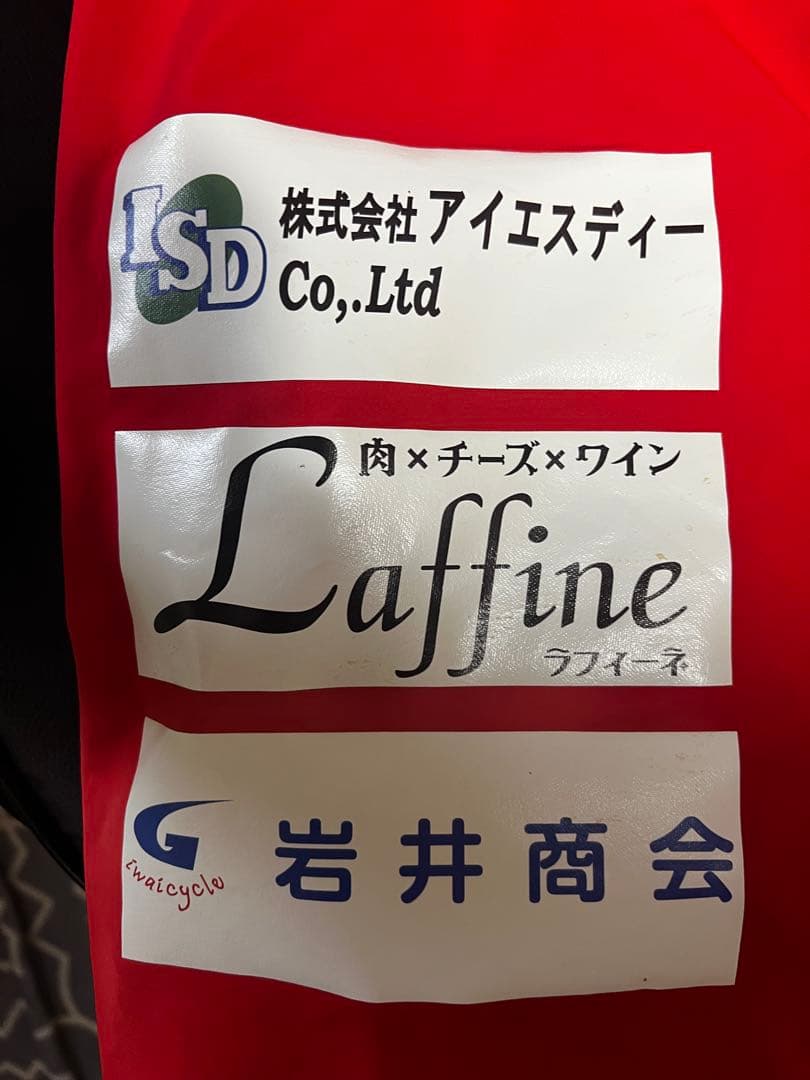 ISD
株式会社 アイエスディー
Co,.Ltd
肉×チーズ×ワイン
Laffine
ラフィーネ
G
iwaicycle
岩井商会